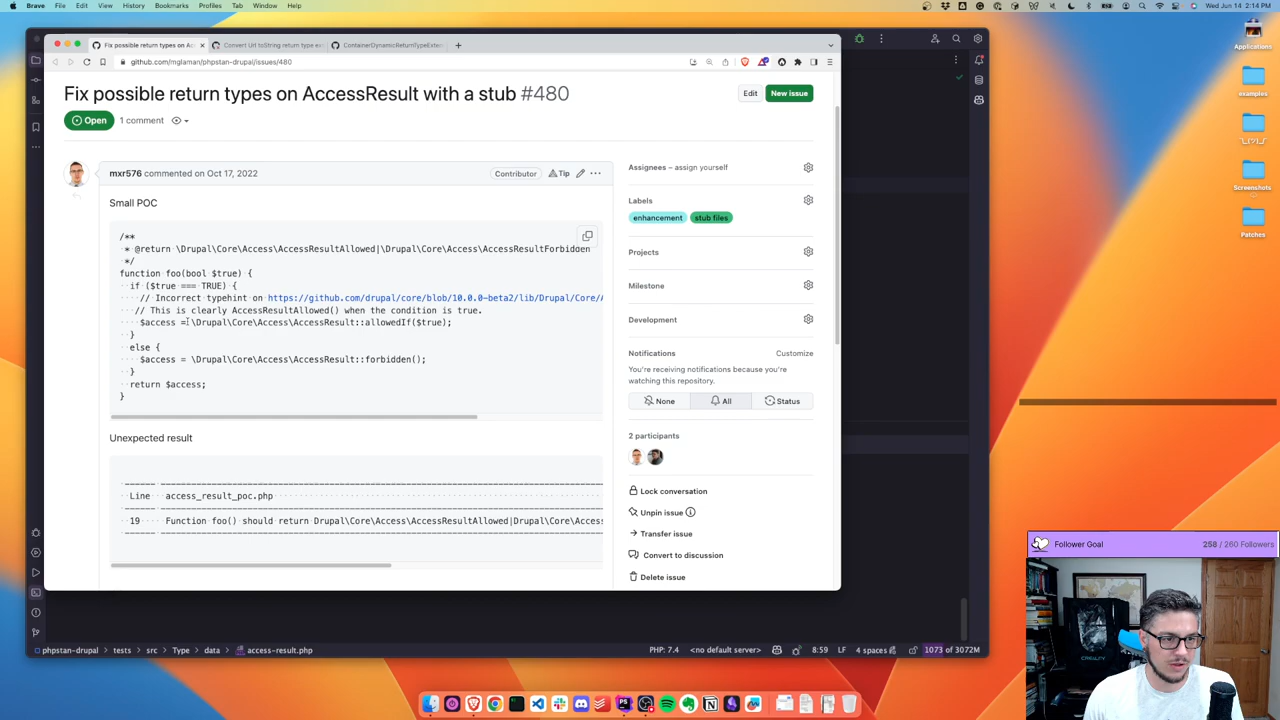 Brave File Edit View History Bookmarks Profiles Tab Window Help
Wed Jun 14 2:14 PM
Fix possible return types on Ac
Convert UI to toString return type ex
ContainerDynamicReturnTypeExten
github.com/mglaman/phpstan-drupal/issues/480
Fix possible return types on AccessResult with a stub #480
Edit
New issue
Open
1 comment
mxr576 commented on Oct 17, 2022
Contributor
Tip
Small POC
/**
* @return \Drupal\Core\Access\AccessResultAllowed|\Drupal\Core\Access\AccessResultForbidden
*/
function foo(bool $true) {
if ($true === TRUE) {
// Incorrect typehint on https://github.com/drupal/core/blob/10.0.0-beta2/lib/Drupal/Core/A
// This is clearly AccessResultAllowed() when the condition is true.
$access = \Drupal\Core\Access\AccessResult::allowedIf($true);
}
else {
$access = \Drupal\Core\Access\AccessResult::forbidden();
}
return $access;
}
Unexpected result
Line access_result_poc.php
19 Function foo() should return Drupal\Core\Access\AccessResultAllowed|Drupal\Core\Access
Assignees – assign yourself
Labels
enhancement
stub files
Projects
Milestone
Development
Notifications
Customize
You're receiving notifications because you're
watching this repository.
None
All
Status
2 participants
Lock conversation
Unpin issue
Transfer issue
Convert to discussion
Delete issue
Applications
examples
¯\_(ツ)_/¯
Screenshots
Patches
Follower Goal
258 / 260 Followers
phpstan-drupal
tests
src
Type
data
access-result.php
PHP: 7.4
<no default server>
8:59
LF
4 spaces
1073 of 3072M